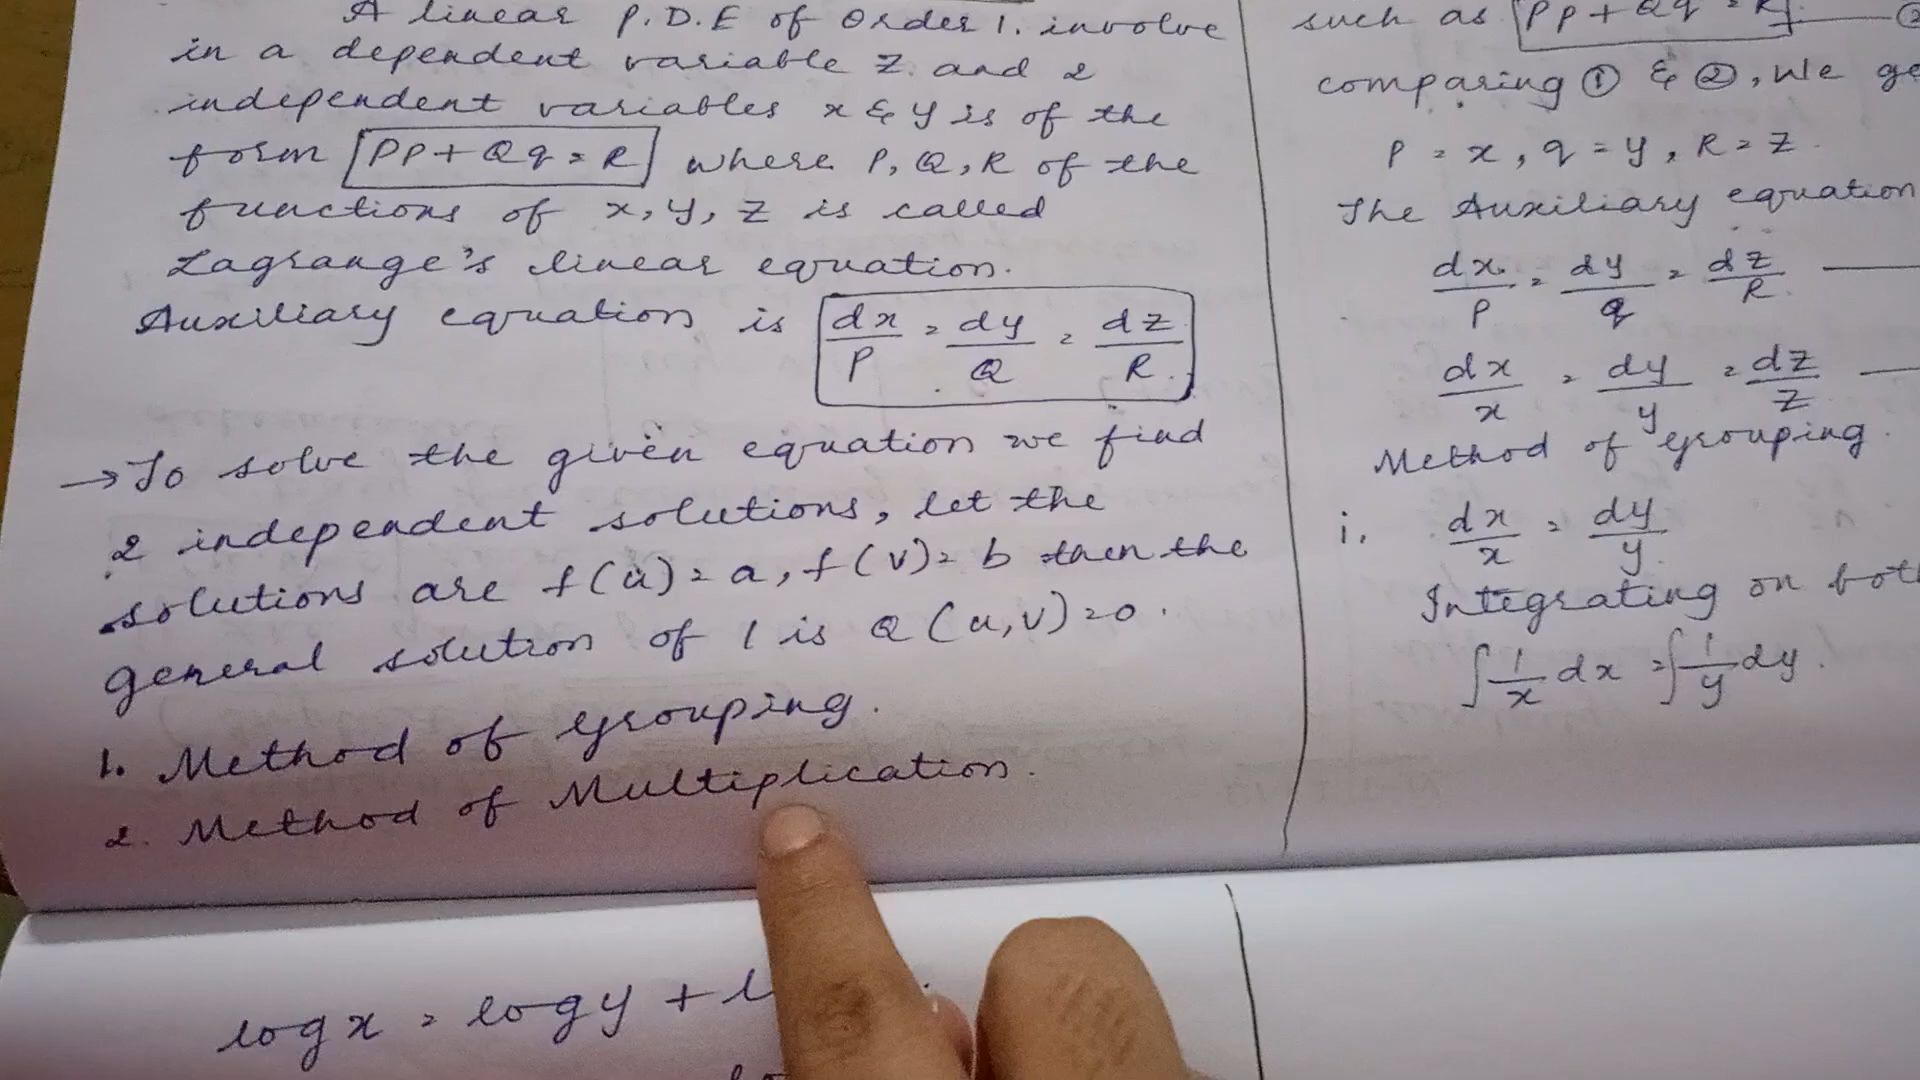 A linear P.D.E of Order 1. involve
in a dependent variable z and 2
independent variables x & y is of the
form Pp + Qq = R where P, Q, R of the
functions of x, y, z is called
Lagrange's linear equation.
Auxiliary equation is dx/P = dy/Q = dz/R.
→ To solve the given equation we find
2 independent solutions, let the
solutions are f(u) = a, f(v) = b then the
general solution of 1 is Q(u, v) = 0.
1. Method of grouping.
2. Method of Multiplication.
such as Pp + Qq = R
comparing ① & ②, we
P = x, q = y, R = z.
The Auxiliary equation
dx/P = dy/q = dz/R.
dx/x = dy/y = dz/z
Method of grouping.
i. dx/x = dy/y.
Integrating on
∫ 1/x dx = ∫ 1/y dy.
log x = log y +